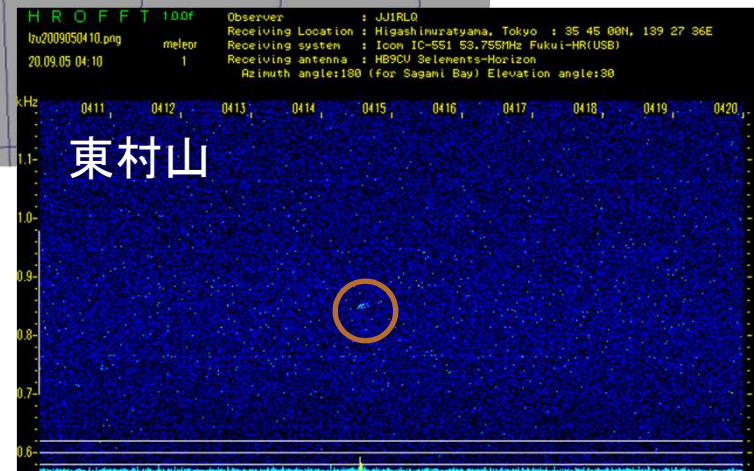 H R O F F T 1.0.0f
Izu2009050410.png meteor
20.09.05 04:10 1
Observer : JJ1RLQ
Receiving Location : Higashimuratyama, Tokyo : 35 45 00N, 139 27 36E
Receiving system : Icom IC-551 53.755MHz Fukui-HR(USB)
Receiving antenna : HB9CV 3elements-Horizon
Azimuth angle:180 (for Sagami Bay) Elevation angle:30
kHz 0411 0412 0413 0414 0415 0416 0417 0418 0419 0420
東村山
1.1
1.0
0.9
0.8
0.7
0.6